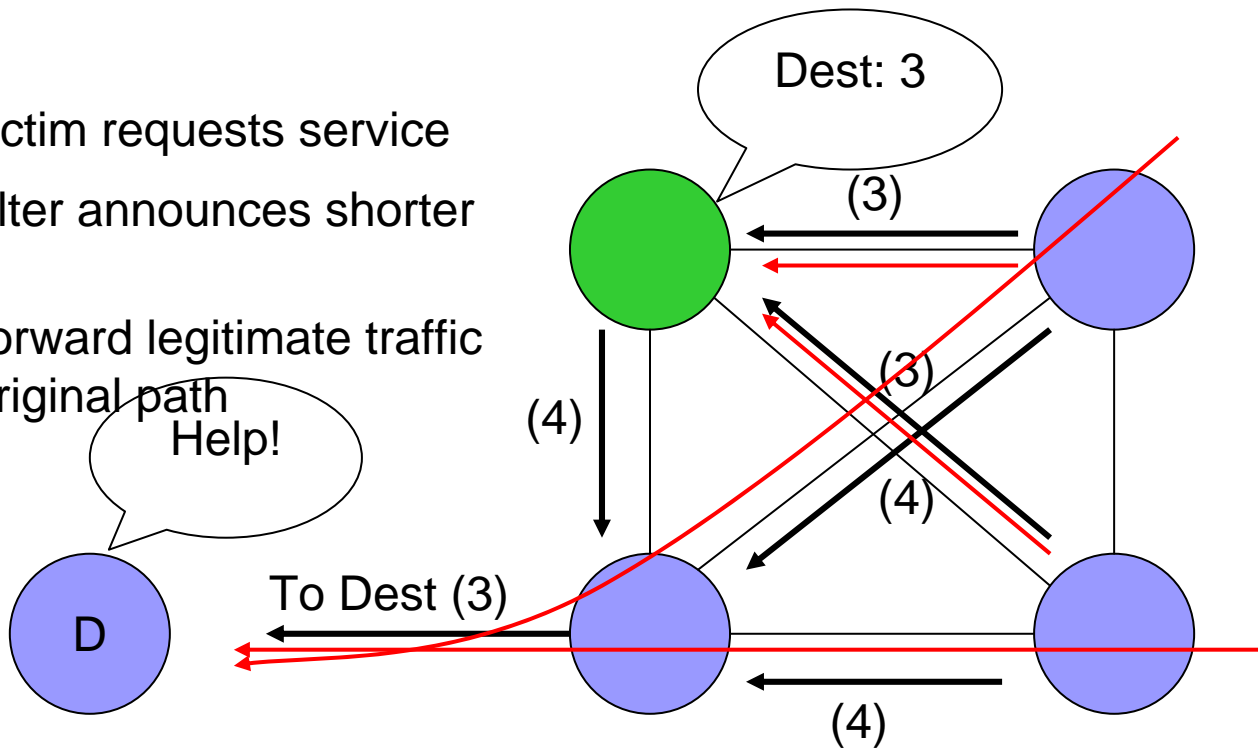 Dest: 3
ctim requests service
(3)
lter announces shorter
orward legitimate traffic
(3)
riginal path
(4)
Help!
(4)
To Dest (3)
D
(4)